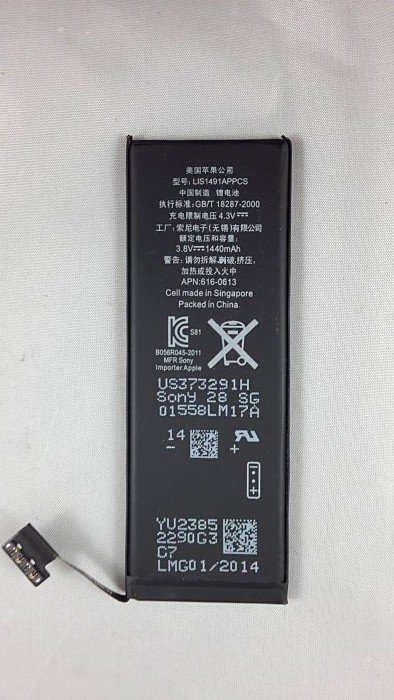 美国苹果公司
型号: LIS1491APPCS
中国制造 锂电池
执行标准: GB/T 18287-2000
充电限制电压 4.3V⎓
工厂: 索尼电子(无锡)有限公司
额定电压和容量:
3.8V⎓1440mAh
警告: 请勿拆解,刺破,挤压,
加热或投入火中
APN:616-0613
Cell made in Singapore
Packed in China
S81
B056R045-2011
MFR Sony
Importer Apple
US373291H
Sony 28 SG
01558LM17A
14
- +
YU2385
2290G3
G7
LMG01/2014